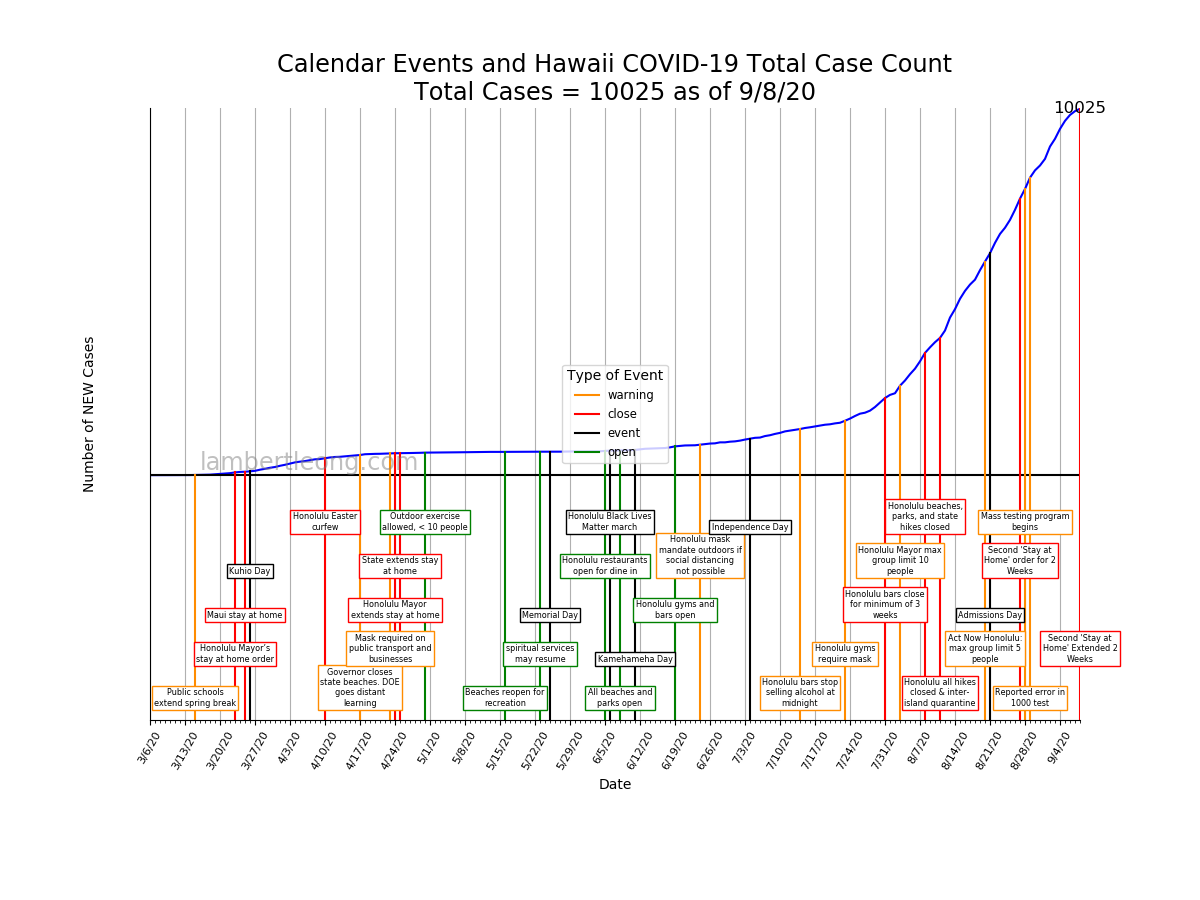 Calendar Events and Hawaii COVID-19 Total Case Count
Total Cases = 10025 as of 9/8/20
10025
Number of NEW Cases
lambertleong.com
Type of Event
warning
close
event
open
Honolulu Easter
curfew
Outdoor exercise
allowed, < 10 people
Honolulu Black Lives
Matter march
Independence Day
Honolulu beaches,
parks, and state
hikes closed
Mass testing program
begins
Kuhio Day
State extends stay
at home
Honolulu restaurants
open for dine in
Honolulu mask
mandate outdoors if
social distancing
not possible
Honolulu Mayor max
group limit 10
people
Second 'Stay at
Home' order for 2
Weeks
Maui stay at home
Honolulu Mayor
extends stay at home
Memorial Day
Honolulu gyms and
bars open
Honolulu bars close
for minimum of 3
weeks
Admissions Day
Honolulu Mayor's
stay at home order
Mask required on
public transport and
businesses
spiritual services
may resume
Kamehameha Day
Honolulu gyms
require mask
Act Now Honolulu:
max group limit 5
people
Second 'Stay at
Home' Extended 2
Weeks
Public schools
extend spring break
Governor closes
state beaches. DOE
goes distant
learning
Beaches reopen for
recreation
All beaches and
parks open
Honolulu bars stop
selling alcohol at
midnight
Honolulu all hikes
closed & inter-
island quarantine
Reported error in
1000 test
3/6/20
3/13/20
3/20/20
3/27/20
4/3/20
4/10/20
4/17/20
4/24/20
5/1/20
5/8/20
5/15/20
5/22/20
5/29/20
6/5/20
6/12/20
6/19/20
6/26/20
7/3/20
7/10/20
7/17/20
7/24/20
7/31/20
8/7/20
8/14/20
8/21/20
8/28/20
9/4/20
Date